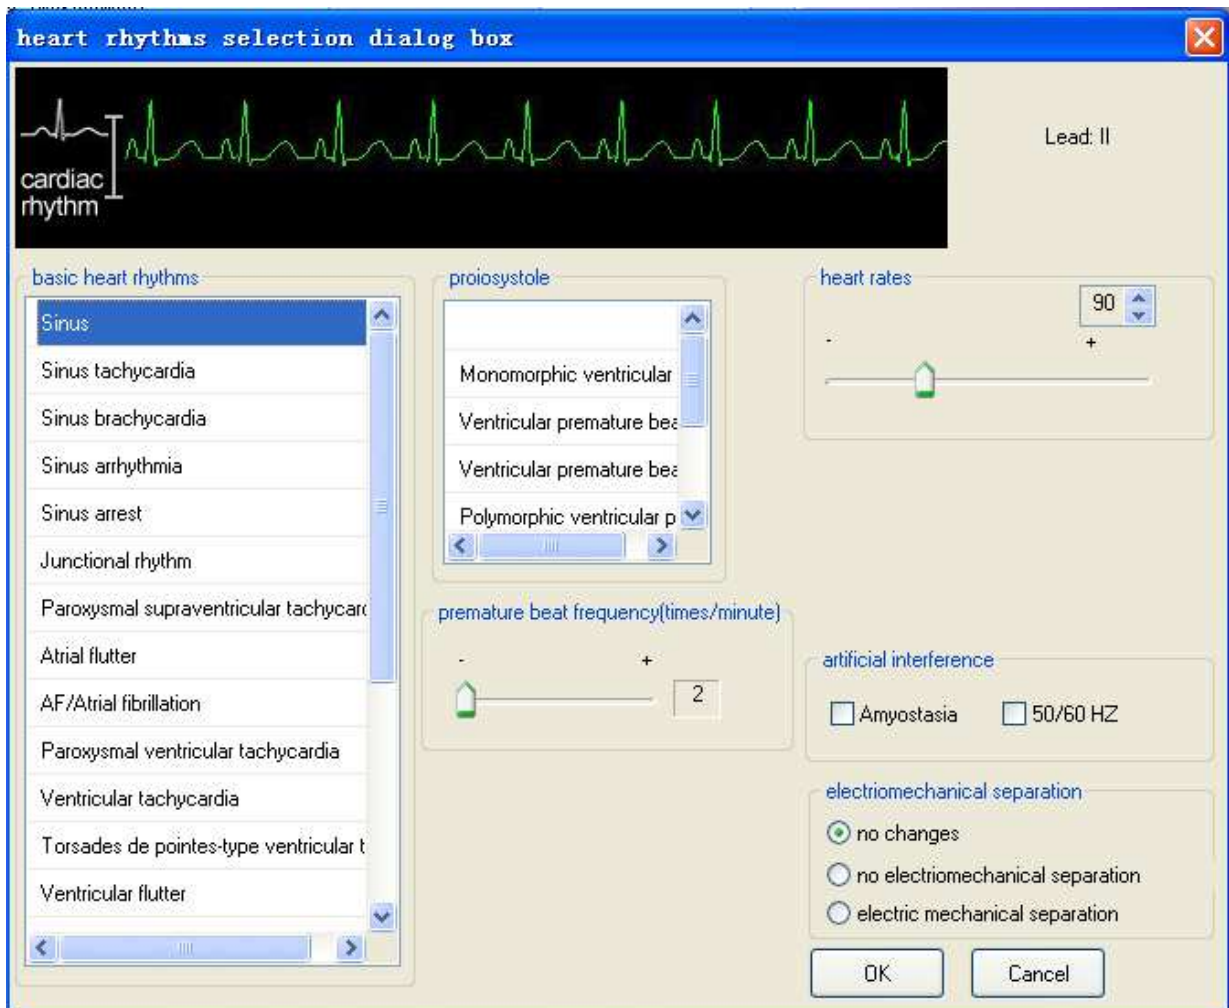 heart rhythms selection dialog box
cardiac
rhythm
Lead: II
basic heart rhythms
Sinus
Sinus tachycardia
Sinus brachycardia
Sinus arrhythmia
Sinus arrest
Junctional rhythm
Paroxysmal supraventricular tachycard
Atrial flutter
AF/Atrial fibrillation
Paroxysmal ventricular tachycardia
Ventricular tachycardia
Torsades de pointes-type ventricular t
Ventricular flutter
proiosystole
Monomorphic ventricular
Ventricular premature bea
Ventricular premature bea
Polymorphic ventricular p
premature beat frequency(times/minute)
- +
2
heart rates
90
- +
artificial interference
Amyostasia 50/60 HZ
electriomechanical separation
no changes
no electriomechanical separation
electric mechanical separation
OK Cancel